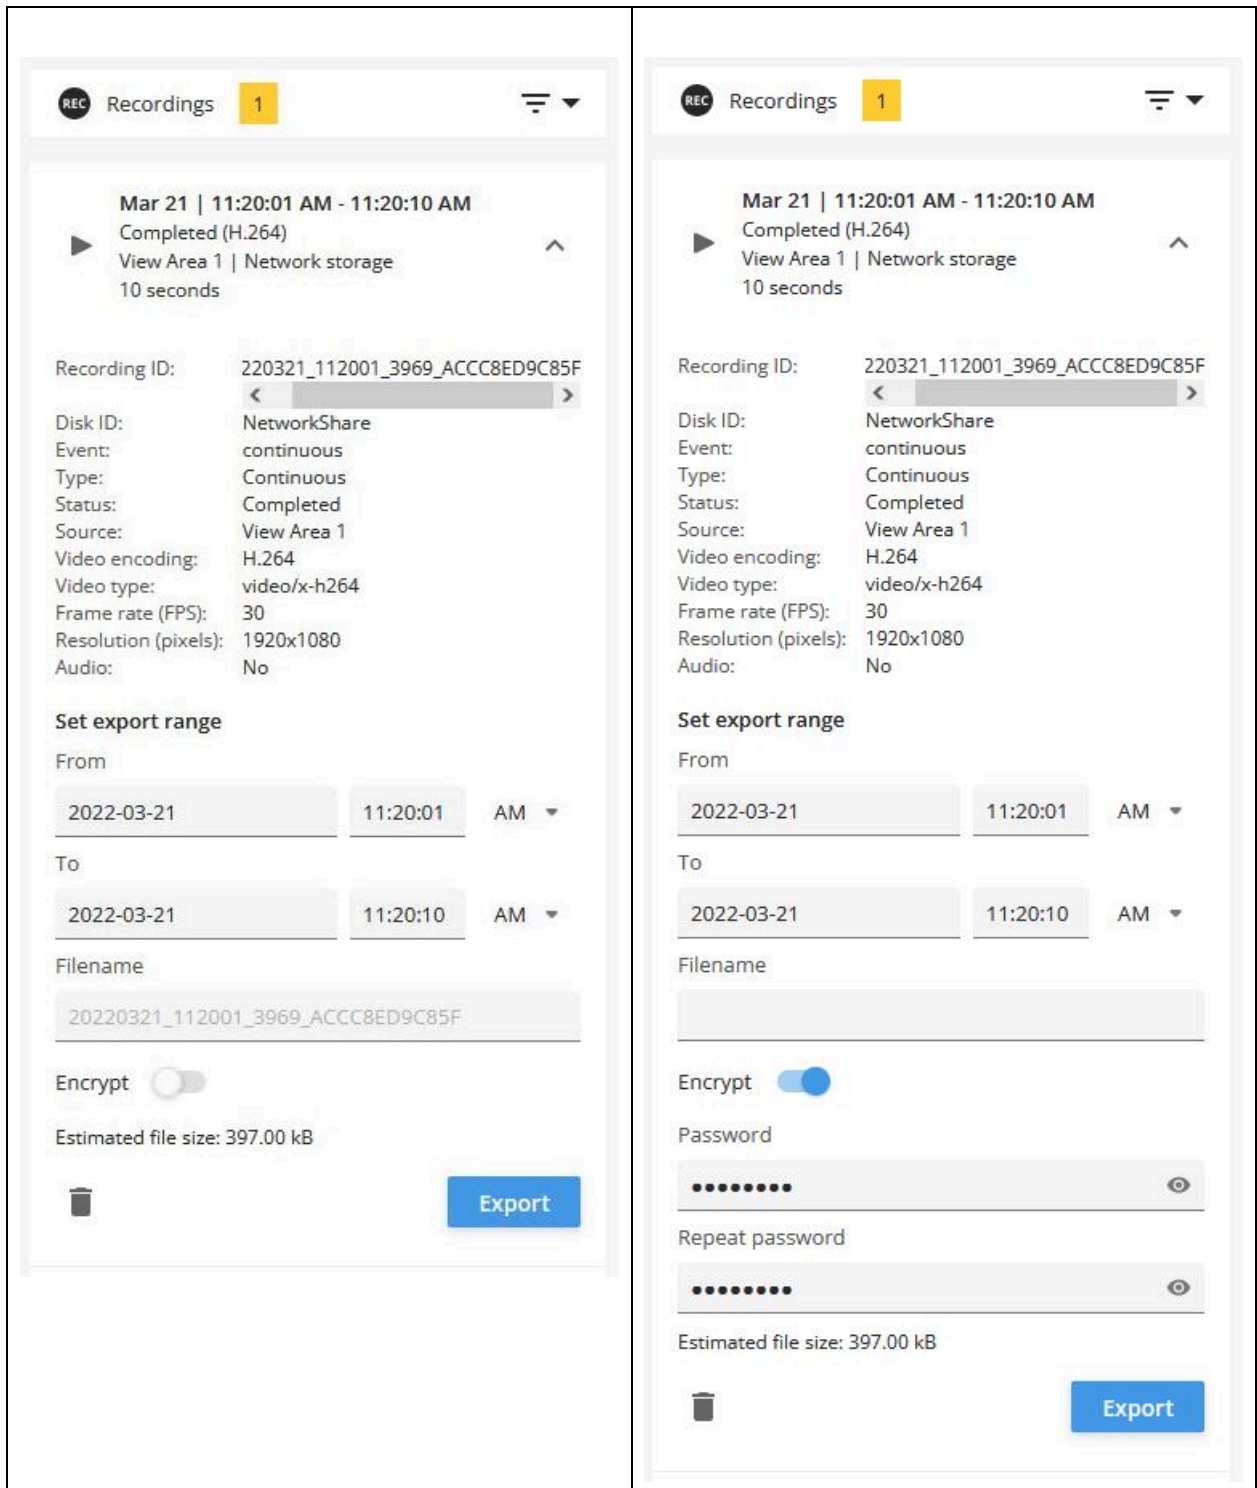 REC Recordings 1
Mar 21 | 11:20:01 AM - 11:20:10 AM
Completed (H.264)
View Area 1 | Network storage
10 seconds
Recording ID: 220321_112001_3969_ACCC8ED9C85F
Disk ID: NetworkShare
Event: continuous
Type: Continuous
Status: Completed
Source: View Area 1
Video encoding: H.264
Video type: video/x-h264
Frame rate (FPS): 30
Resolution (pixels): 1920x1080
Audio: No
Set export range
From
2022-03-21 11:20:01 AM
To
2022-03-21 11:20:10 AM
Filename
20220321_112001_3969_ACCC8ED9C85F
Encrypt
Estimated file size: 397.00 kB
Export
REC Recordings 1
Mar 21 | 11:20:01 AM - 11:20:10 AM
Completed (H.264)
View Area 1 | Network storage
10 seconds
Recording ID: 220321_112001_3969_ACCC8ED9C85F
Disk ID: NetworkShare
Event: continuous
Type: Continuous
Status: Completed
Source: View Area 1
Video encoding: H.264
Video type: video/x-h264
Frame rate (FPS): 30
Resolution (pixels): 1920x1080
Audio: No
Set export range
From
2022-03-21 11:20:01 AM
To
2022-03-21 11:20:10 AM
Filename
Encrypt
Password
••••••••
Repeat password
••••••••
Estimated file size: 397.00 kB
Export